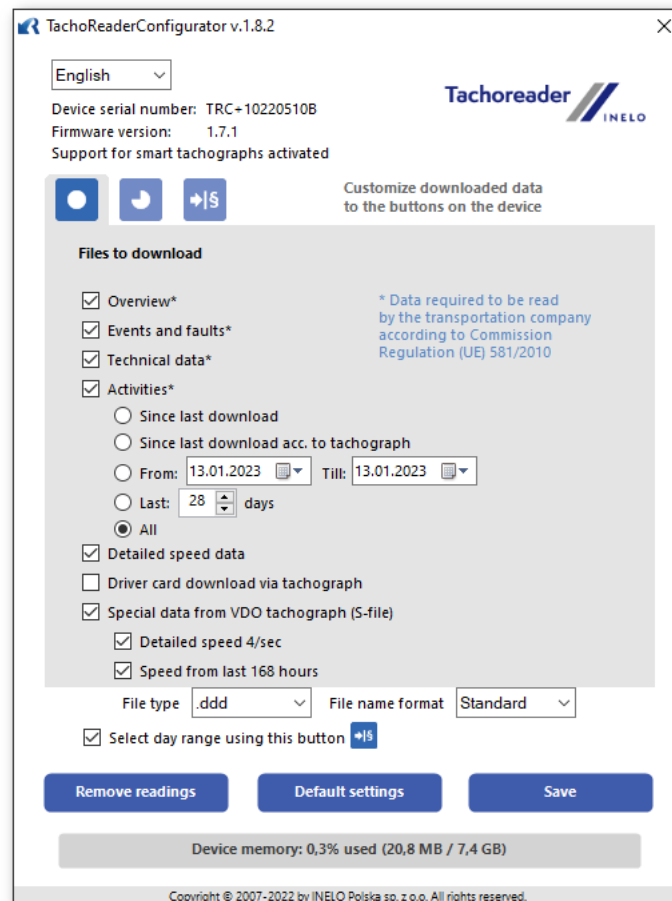 TachoReaderConfigurator v.1.8.2
English
Tachoreader INELO
Device serial number: TRC+10220510B
Firmware version: 1.7.1
Support for smart tachographs activated
Customize downloaded data
to the buttons on the device
Files to download
Overview*
Events and faults*
Technical data*
Activities*
* Data required to be read
by the transportation company
according to Commission
Regulation (UE) 581/2010
Since last download
Since last download acc. to tachograph
From: 13.01.2023 Till: 13.01.2023
Last: 28 days
All
Detailed speed data
Driver card download via tachograph
Special data from VDO tachograph (S-file)
Detailed speed 4/sec
Speed from last 168 hours
File type .ddd File name format Standard
Select day range using this button
Remove readings Default settings Save
Device memory: 0,3% used (20,8 MB / 7,4 GB)
Copyright © 2007-2022 by INELO Polska sp. z o.o. All rights reserved.